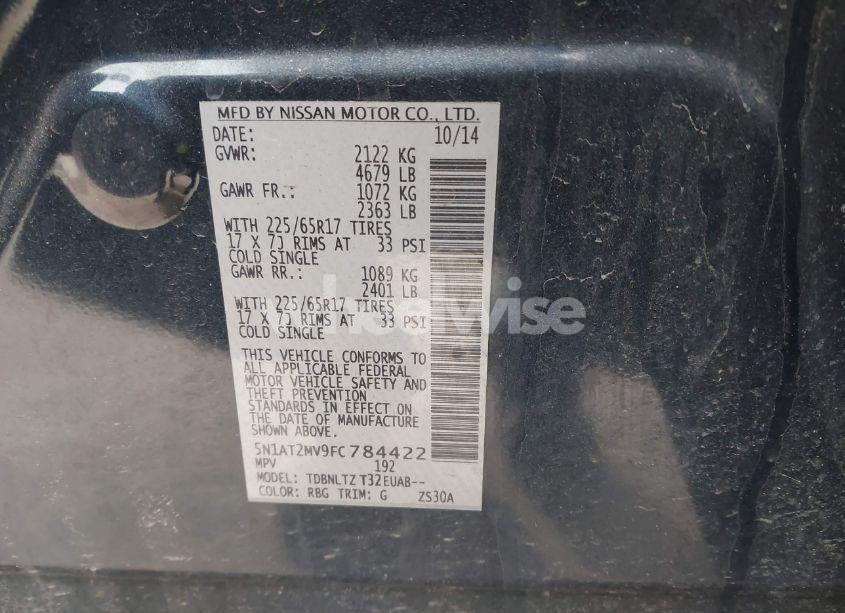 MFD BY NISSAN MOTOR CO., LTD.
DATE: 10/14
GVWR: 2122 KG
4679 LB
GAWR FR.: 1072 KG
2363 LB
WITH 225/65R17 TIRES
17 X 7J RIMS AT 33 PSI
COLD SINGLE
GAWR RR.: 1089 KG
2401 LB
WITH 225/65R17 TIRES
17 X 7J RIMS AT 33 PSI
COLD SINGLE
THIS VEHICLE CONFORMS TO
ALL APPLICABLE FEDERAL
MOTOR VEHICLE SAFETY AND
THEFT PREVENTION
STANDARDS IN EFFECT ON
THE DATE OF MANUFACTURE
SHOWN ABOVE.
5N1AT2MV9FC784422
MPV 192
MODEL: TDBNLTZ T32EUAB--
COLOR: RBG TRIM: G ZS30A